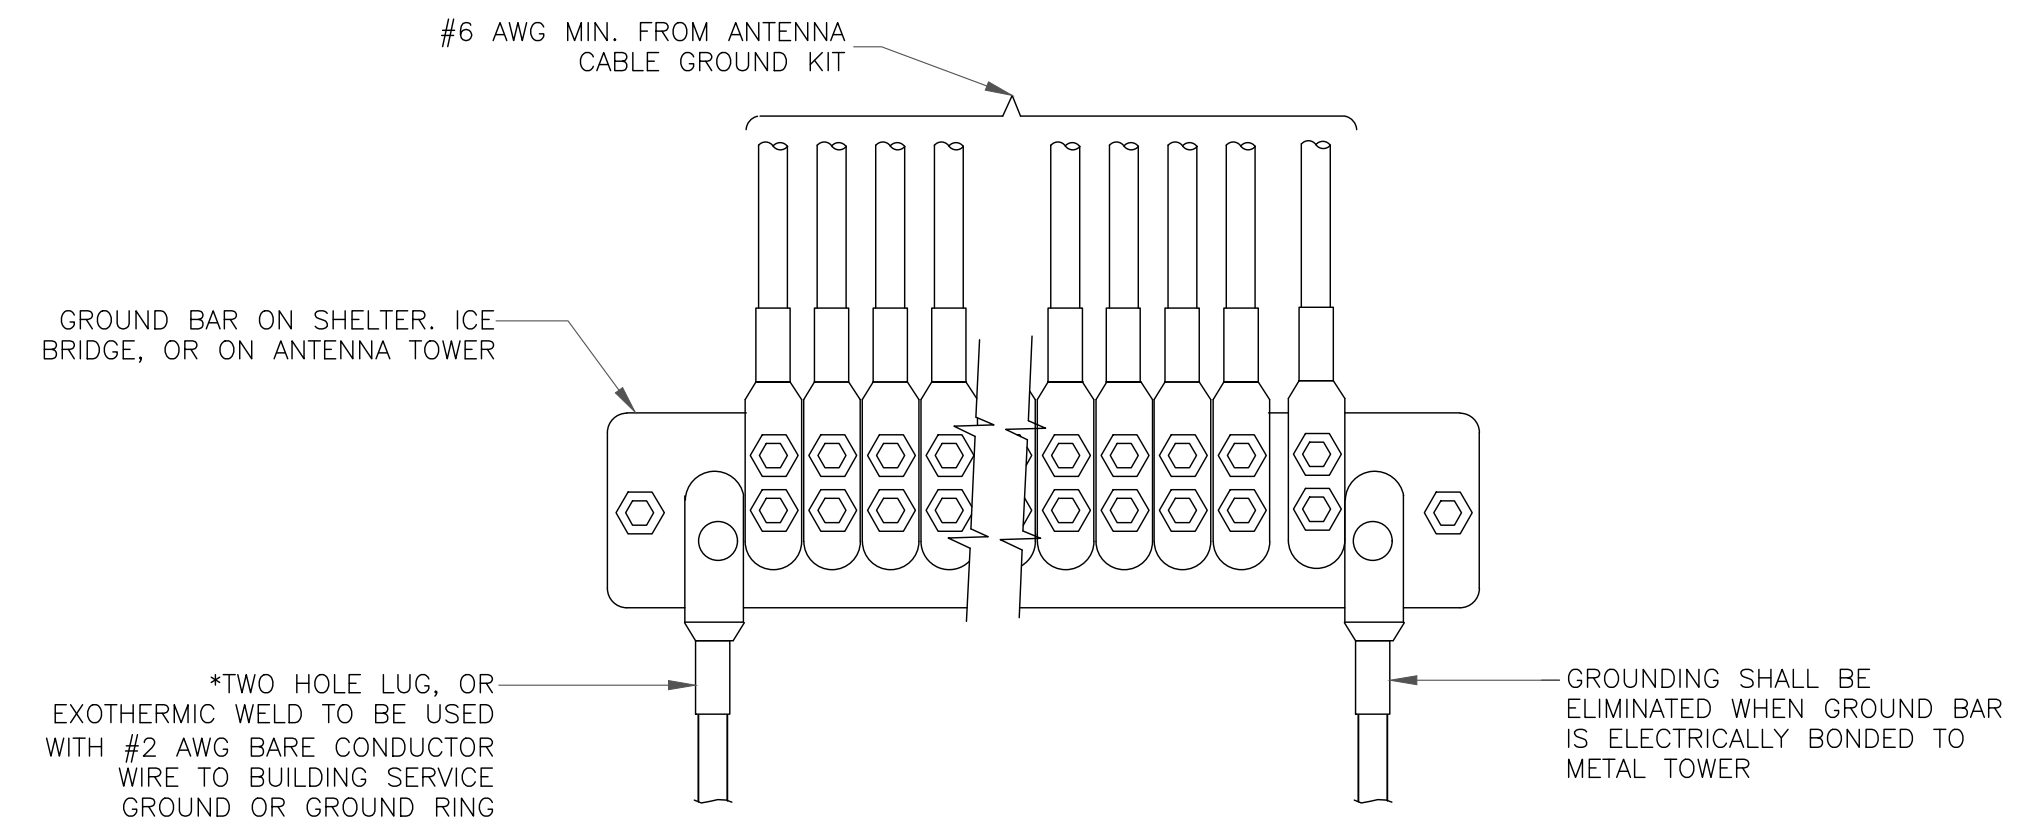 #6 AWG MIN. FROM ANTENNA
CABLE GROUND KIT
GROUND BAR ON SHELTER. ICE
BRIDGE, OR ON ANTENNA TOWER
*TWO HOLE LUG, OR
EXOTHERMIC WELD TO BE USED
WITH #2 AWG BARE CONDUCTOR
WIRE TO BUILDING SERVICE
GROUND OR GROUND RING
GROUNDING SHALL BE
ELIMINATED WHEN GROUND BAR
IS ELECTRICALLY BONDED TO
METAL TOWER